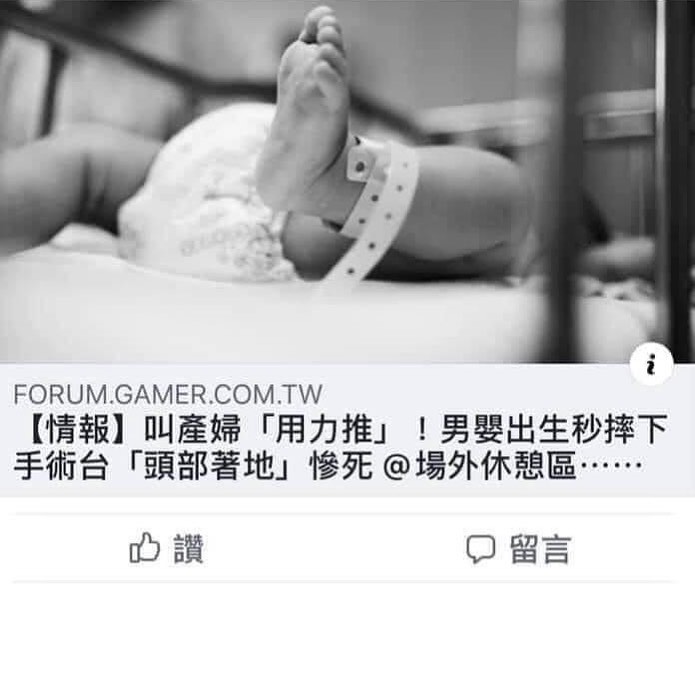 FORUM.GAMER.COM.TW
【情報】叫產婦「用力推」！男嬰出生秒摔下
手術台「頭部著地」慘死 @場外休憩區⋯⋯
讚
留言